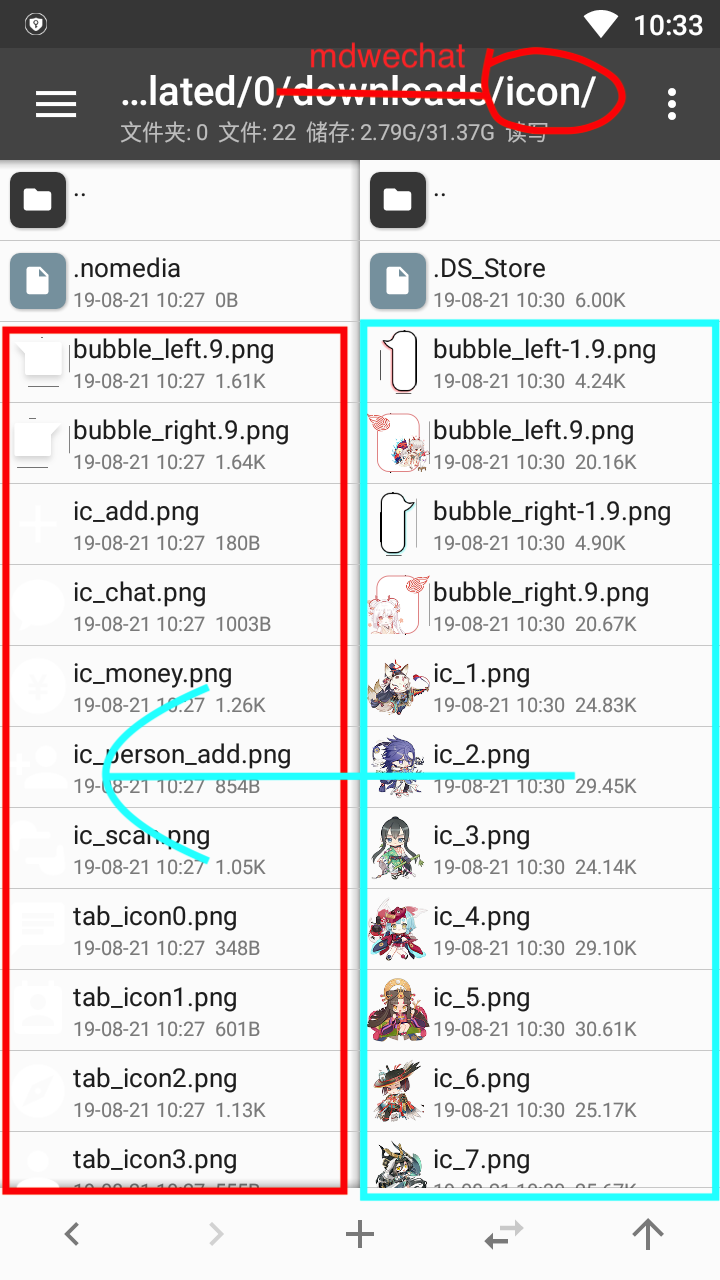 10:33
mdwechat
...lated/0/downloads/icon/
文件夹: 0 文件: 22 储存: 2.79G/31.37G 读写
..
.nomedia
19-08-21 10:27 0B
bubble_left.9.png
19-08-21 10:27 1.61K
bubble_right.9.png
19-08-21 10:27 1.64K
ic_add.png
19-08-21 10:27 180B
ic_chat.png
19-08-21 10:27 1003B
ic_money.png
19-08-21 10:27 1.26K
ic_person_add.png
19-08-21 10:27 854B
ic_scan.png
19-08-21 10:27 1.05K
tab_icon0.png
19-08-21 10:27 348B
tab_icon1.png
19-08-21 10:27 601B
tab_icon2.png
19-08-21 10:27 1.13K
tab_icon3.png
..
.DS_Store
19-08-21 10:30 6.00K
bubble_left-1.9.png
19-08-21 10:30 4.24K
bubble_left.9.png
19-08-21 10:30 20.16K
bubble_right-1.9.png
19-08-21 10:30 4.90K
bubble_right.9.png
19-08-21 10:30 20.67K
ic_1.png
19-08-21 10:30 24.83K
ic_2.png
19-08-21 10:30 29.45K
ic_3.png
19-08-21 10:30 24.14K
ic_4.png
19-08-21 10:30 29.10K
ic_5.png
19-08-21 10:30 30.61K
ic_6.png
19-08-21 10:30 25.17K
ic_7.png